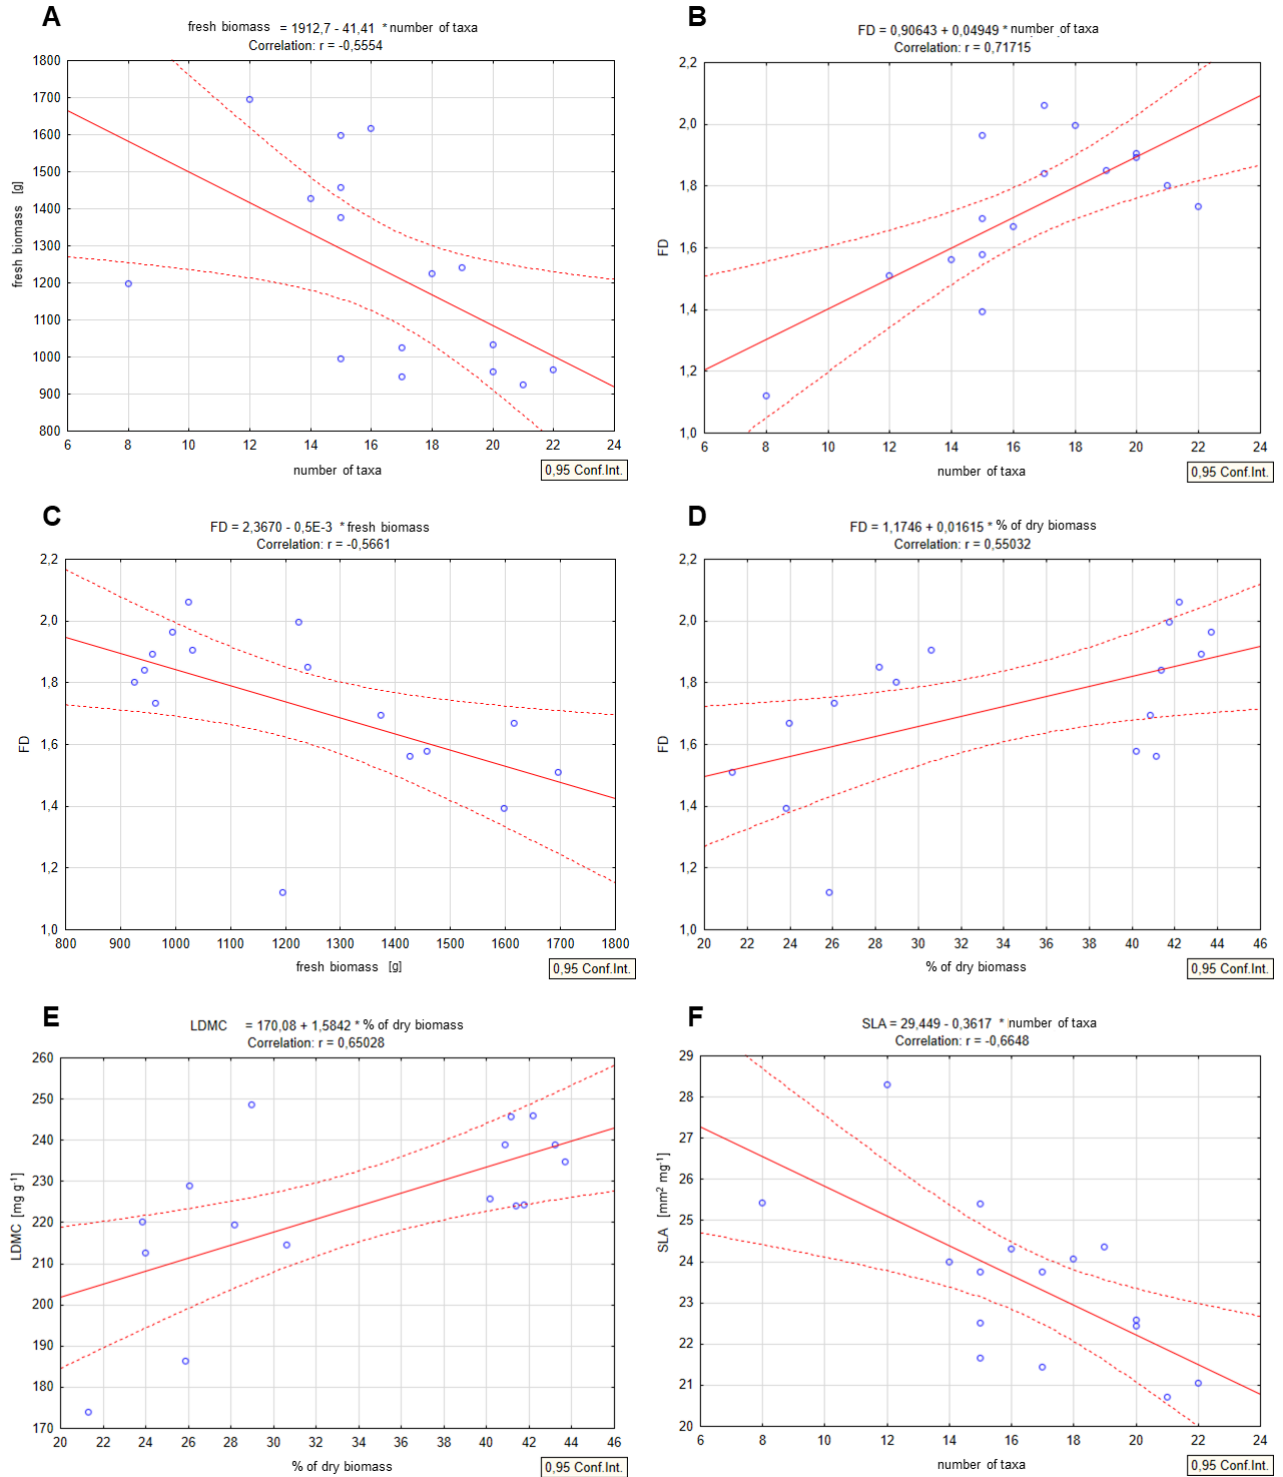 A
fresh biomass = 1912,7 - 41,41 * number of taxa
Correlation: r = -0,5554
1800
1700
1600
1500
1400
1300
1200
1100
1000
900
800
fresh biomass [g]
6 8 10 12 14 16 18 20 22 24
number of taxa
0,95 Conf.Int.
B
FD = 0,90643 + 0,04949 * number of taxa
Correlation: r = 0,71715
2,2
2,0
1,8
1,6
1,4
1,2
1,0
FD
6 8 10 12 14 16 18 20 22 24
number of taxa
0,95 Conf.Int.
C
FD = 2,3670 - 0,5E-3 * fresh biomass
Correlation: r = -0,5661
2,2
2,0
1,8
1,6
1,4
1,2
1,0
FD
800 900 1000 1100 1200 1300 1400 1500 1600 1700 1800
fresh biomass [g]
0,95 Conf.Int.
D
FD = 1,1746 + 0,01615 * % of dry biomass
Correlation: r = 0,55032
2,2
2,0
1,8
1,6
1,4
1,2
1,0
FD
20 22 24 26 28 30 32 34 36 38 40 42 44 46
% of dry biomass
0,95 Conf.Int.
E
LDMC = 170,08 + 1,5842 * % of dry biomass
Correlation: r = 0,65028
260
250
240
230
220
210
200
190
180
170
LDMC [mg g-1]
20 22 24 26 28 30 32 34 36 38 40 42 44 46
% of dry biomass
0,95 Conf.Int.
F
SLA = 29,449 - 0,3617 * number of taxa
Correlation: r = -0,6648
29
28
27
26
25
24
23
22
21
20
SLA [mm2 mg-1]
6 8 10 12 14 16 18 20 22 24
number of taxa
0,95 Conf.Int.